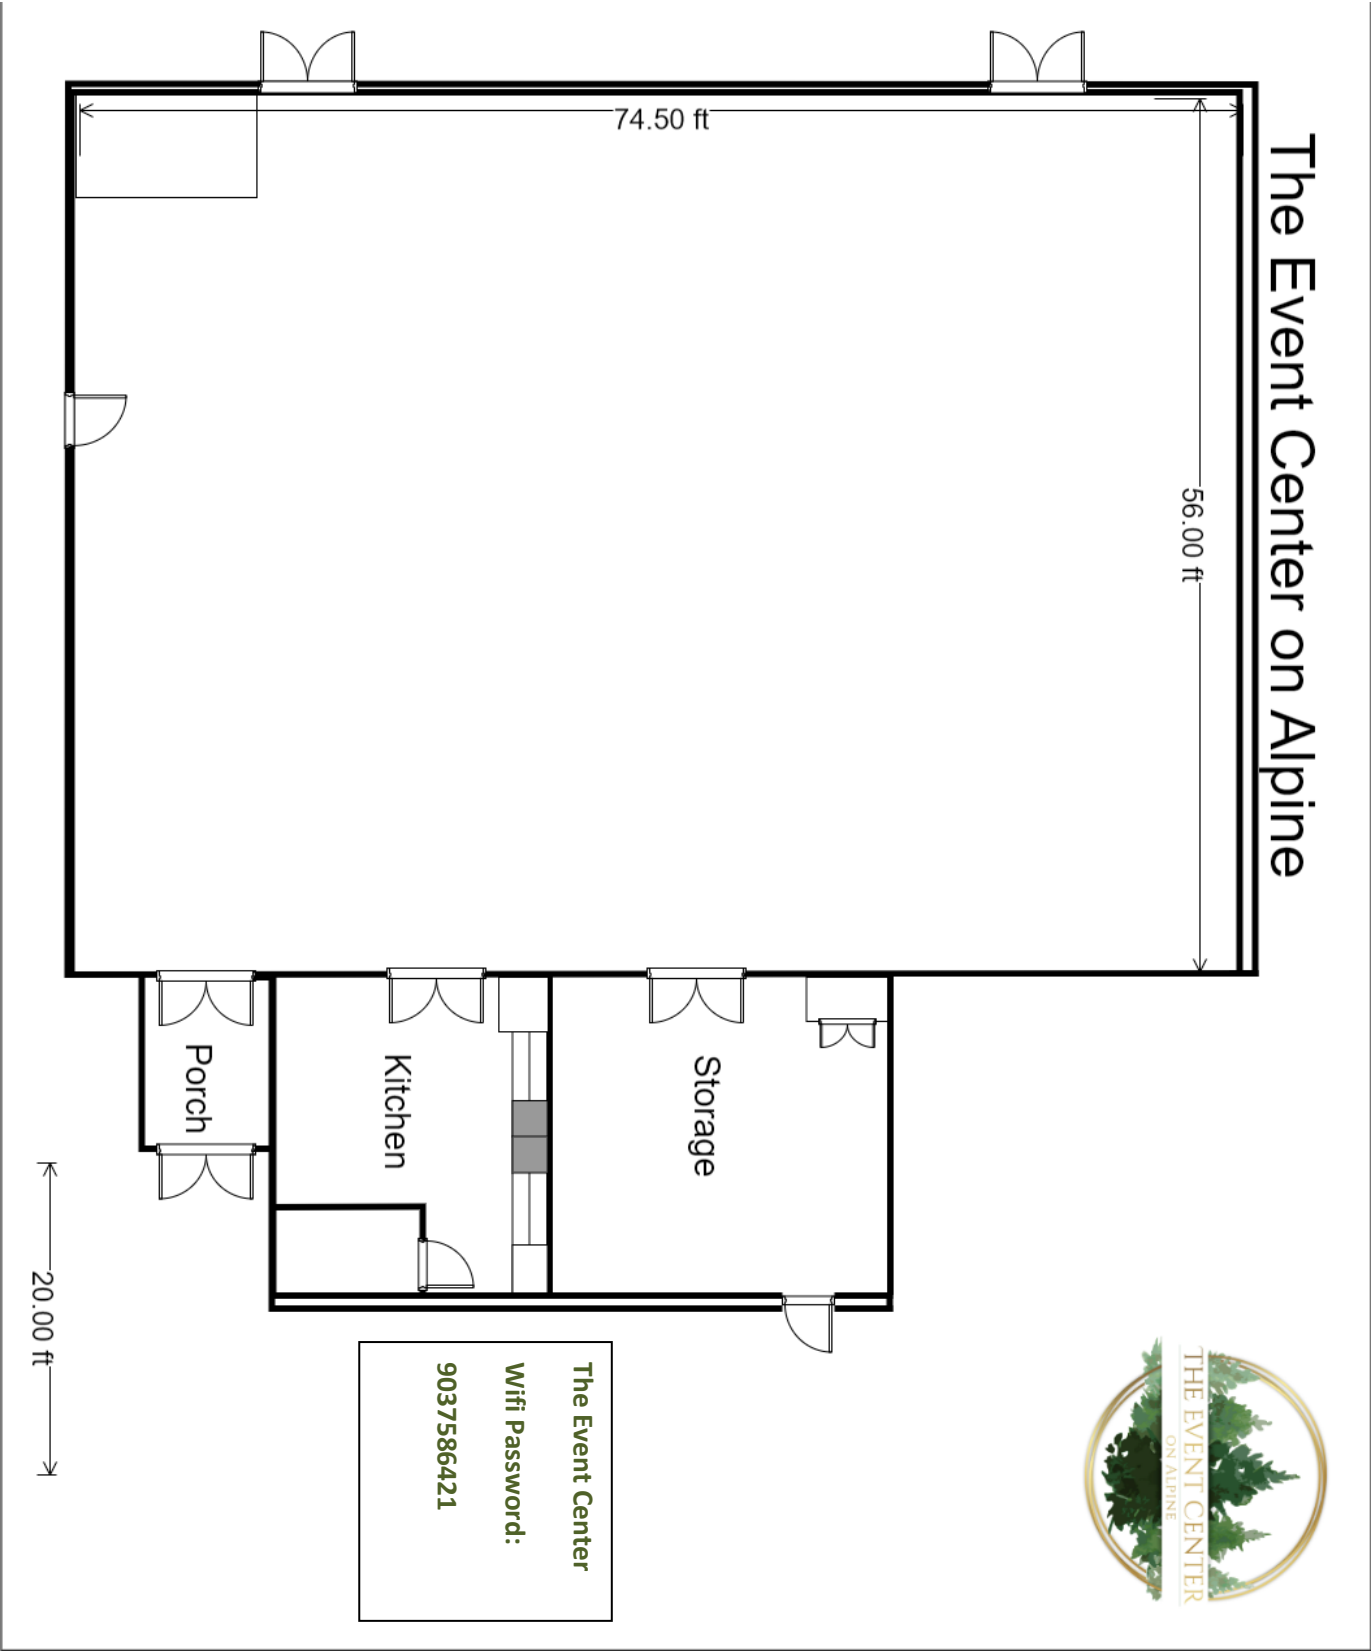 The Event Center on Alpine
74.50 ft
56.00 ft
Porch
Kitchen
Storage
20.00 ft
The Event Center
Wifi Password:
9037586421
THE EVENT CENTER
ON ALPINE